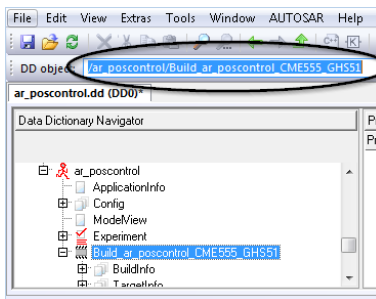 File Edit View Extras Tools Window AUTOSAR Help
DD object: /ar_poscontrol/Build_ar_poscontrol_CME555_GHS51
ar_poscontrol.dd (DD0)*
Data Dictionary Navigator
ar_poscontrol
ApplicationInfo
Config
ModelView
Experiment
Build_ar_poscontrol_CME555_GHS51
BuildInfo
TargetInfo